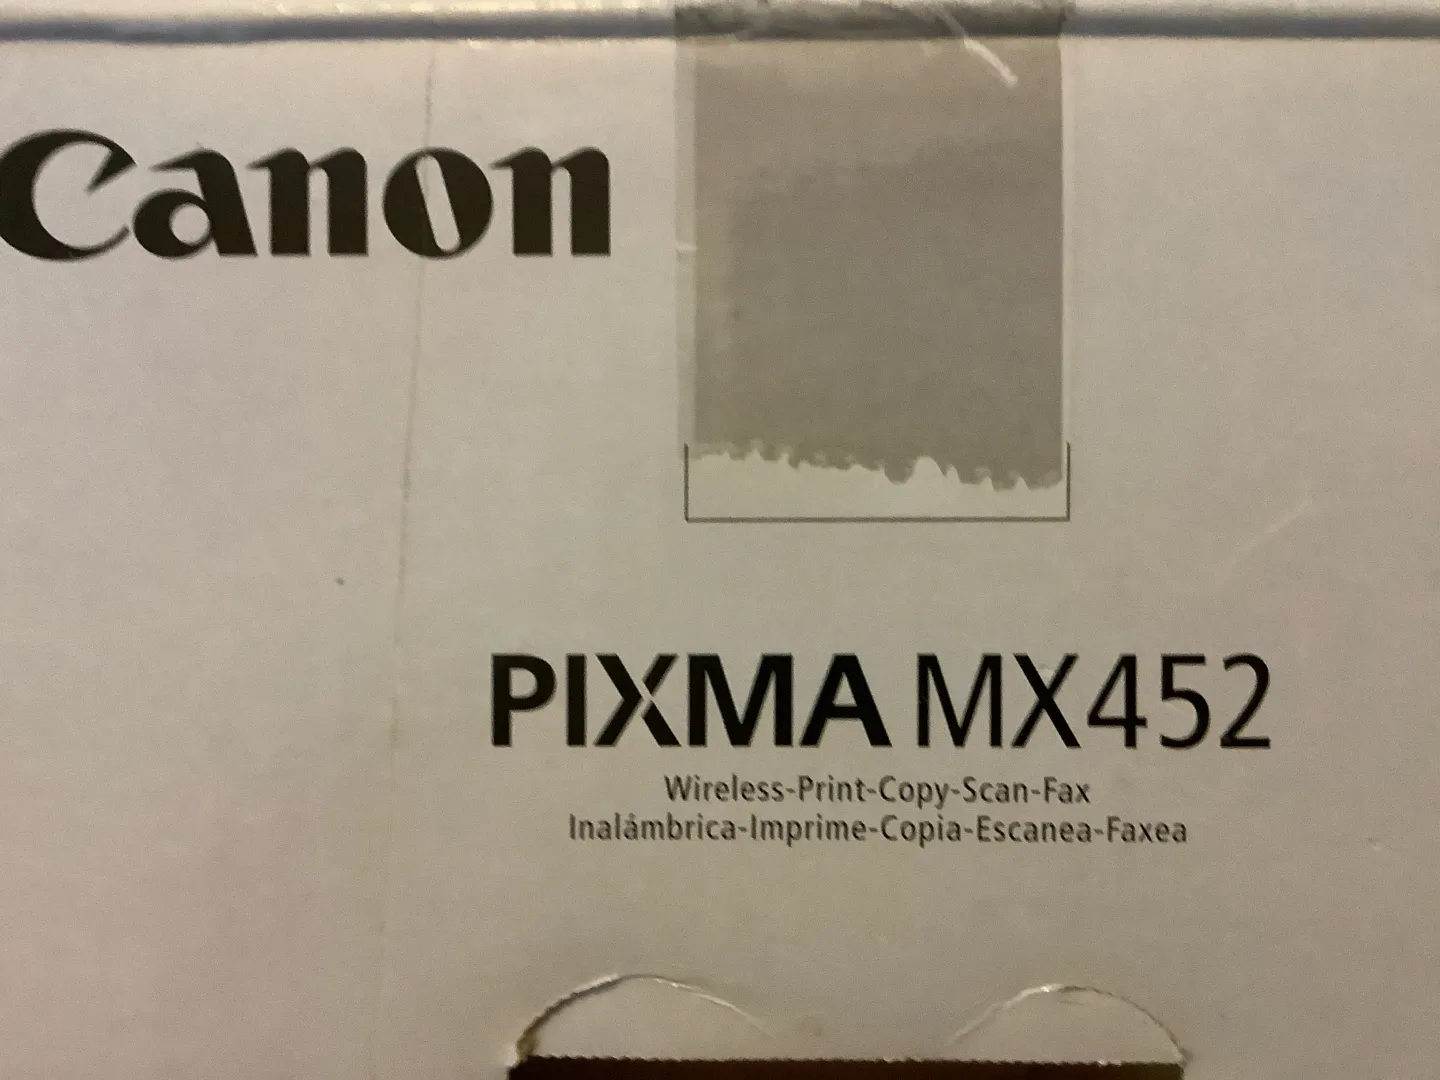 Canon
PIXMA MX452
Wireless-Print-Copy-Scan-Fax
Inalámbrica-Imprime-Copia-Escanea-Faxea